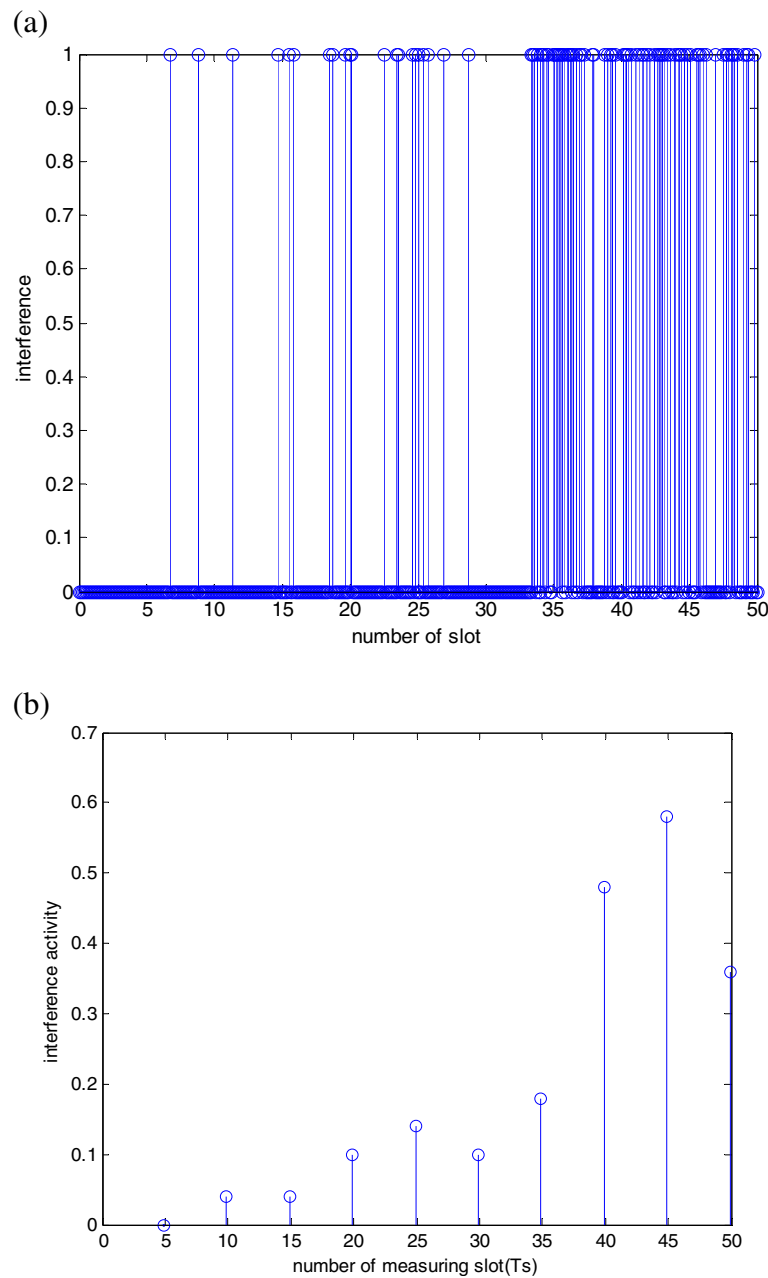 (a)
1
0.9
0.8
0.7
0.6
0.5
0.4
0.3
0.2
0.1
0
interference
0 5 10 15 20 25 30 35 40 45 50
number of slot
(b)
0.7
0.6
0.5
0.4
0.3
0.2
0.1
0
interference activity
0 5 10 15 20 25 30 35 40 45 50
number of measuring slot(Ts)